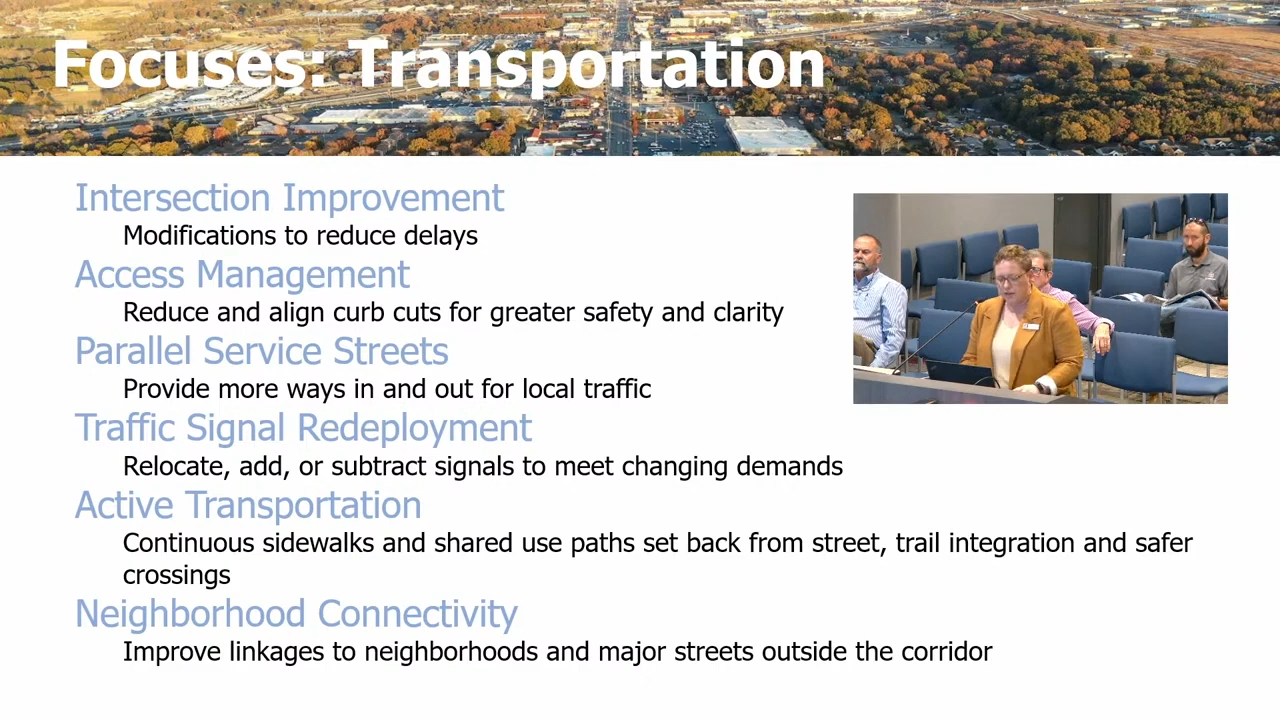 Focuses: Transportation
Intersection Improvement
Modifications to reduce delays
Access Management
Reduce and align curb cuts for greater safety and clarity
Parallel Service Streets
Provide more ways in and out for local traffic
Traffic Signal Redeployment
Relocate, add, or subtract signals to meet changing demands
Active Transportation
Continuous sidewalks and shared use paths set back from street, trail integration and safer
crossings
Neighborhood Connectivity
Improve linkages to neighborhoods and major streets outside the corridor